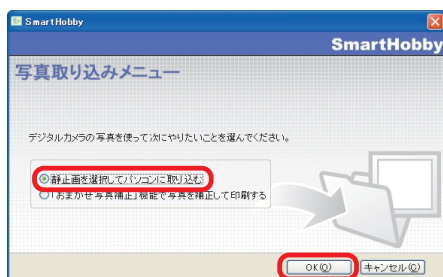 SmartHobby
SmartHobby
写真取り込みメニュー
デジタルカメラの写真を使って次にやりたいことを選んでください。
静止画を選択してパソコンに取り込む
「おまかせ写真補正」機能で写真を補正して印刷する
OK(O)
キャンセル(C)